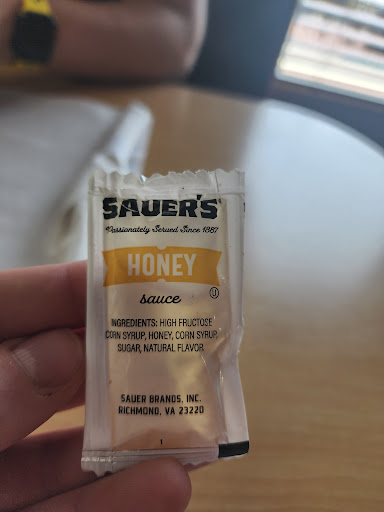 SAUER'S
Passionately Served Since 1887
HONEY
sauce
U
INGREDIENTS: HIGH FRUCTOSE
CORN SYRUP, HONEY, CORN SYRUP,
SUGAR, NATURAL FLAVOR.
SAUER BRANDS, INC.
RICHMOND, VA 23220
1